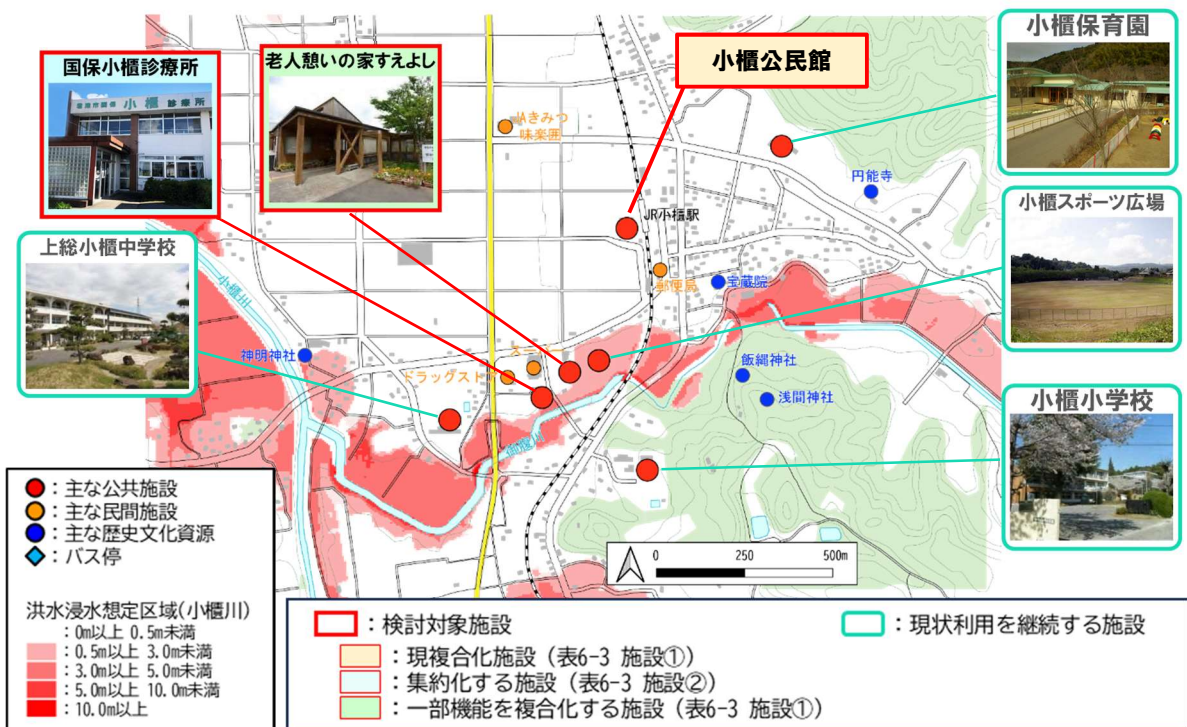 国保小櫃診療所
老人憩いの家すえよし
小櫃公民館
小櫃保育園
小櫃スポーツ広場
小櫃小学校
上総小櫃中学校
JAきみつ
味楽囲
円能寺
JR小櫃駅
郵便局
宝蔵院
小櫃川
神明神社
ドラッグスト
飯縄神社
浅間神社
小櫃診療所
0 250 500m
●：主な公共施設
●：主な民間施設
●：主な歴史文化資源
◆：バス停
洪水浸水想定区域(小櫃川)
：0m以上 0.5m未満
：0.5m以上 3.0m未満
：3.0m以上 5.0m未満
：5.0m以上 10.0m未満
：10.0m以上
：検討対象施設
：現状利用を継続する施設
：現複合化施設（表6-3 施設①）
：集約化する施設（表6-3 施設②）
：一部機能を複合化する施設（表6-3 施設①）